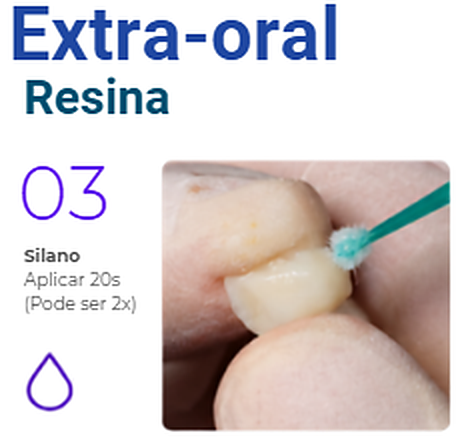 Extra-oral
Resina
03
Silano
Aplicar 20s
(Pode ser 2x)